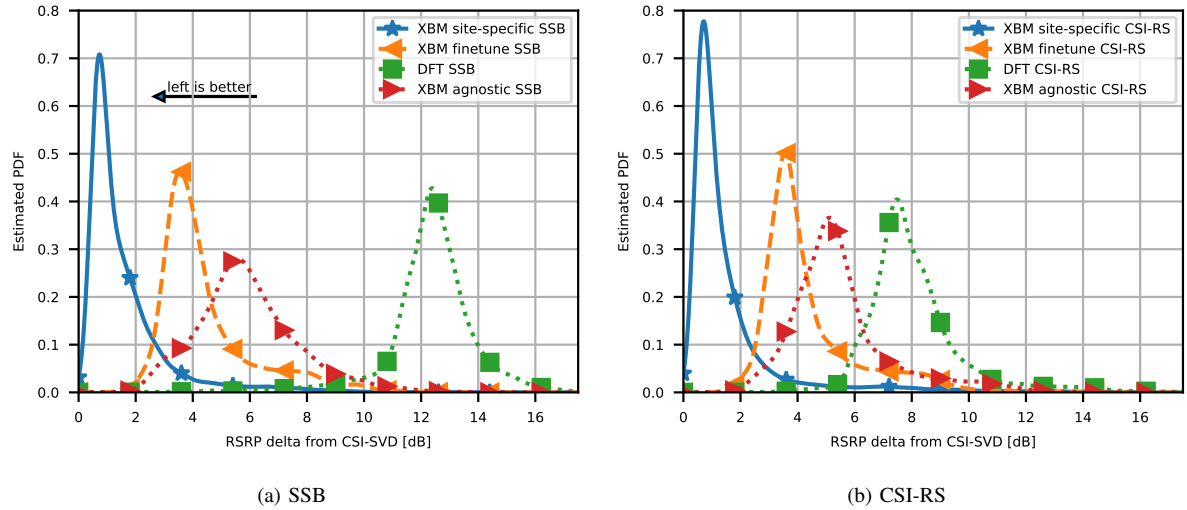 0.8
0.7
0.6
0.5
0.4
0.3
0.2
0.1
0.0
Estimated PDF
left is better
XBM site-specific SSB
XBM finetune SSB
DFT SSB
XBM agnostic SSB
0 2 4 6 8 10 12 14 16
RSRP delta from CSI-SVD [dB]
(a) SSB
0.8
0.7
0.6
0.5
0.4
0.3
0.2
0.1
0.0
Estimated PDF
XBM site-specific CSI-RS
XBM finetune CSI-RS
DFT CSI-RS
XBM agnostic CSI-RS
0 2 4 6 8 10 12 14 16
RSRP delta from CSI-SVD [dB]
(b) CSI-RS